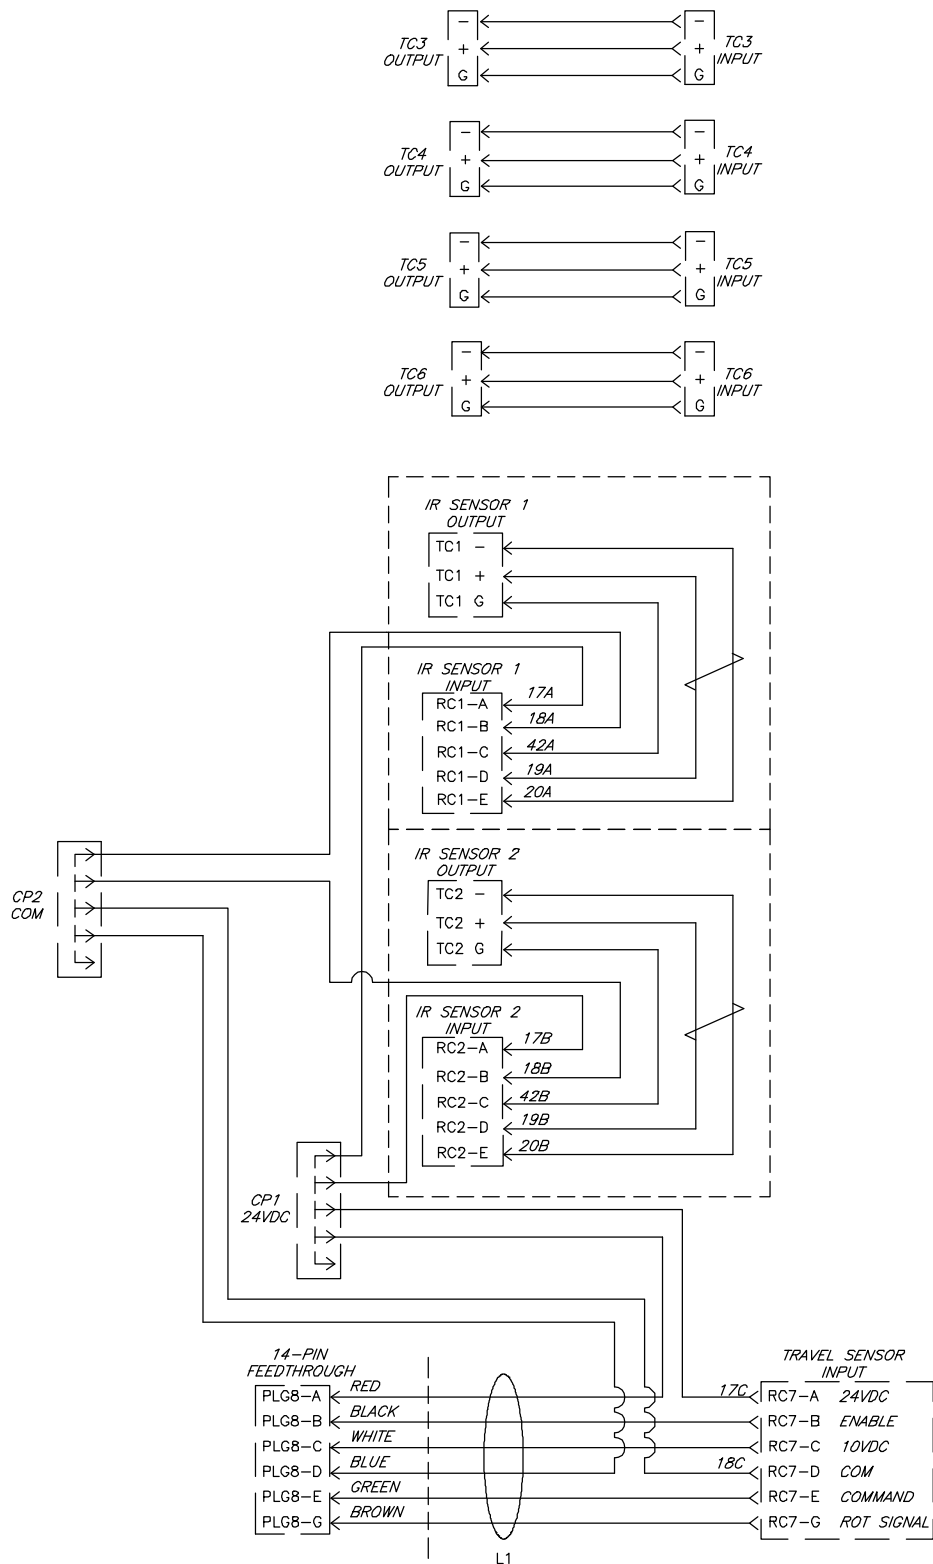 - -
TC3 OUTPUT + + TC3 INPUT
G G
- -
TC4 OUTPUT + + TC4 INPUT
G G
- -
TC5 OUTPUT + + TC5 INPUT
G G
- -
TC6 OUTPUT + + TC6 INPUT
G G
IR SENSOR 1
OUTPUT
TC1 -
TC1 +
TC1 G
IR SENSOR 1
INPUT
RC1-A 17A
RC1-B 18A
RC1-C 42A
RC1-D 19A
RC1-E 20A
CP2
COM
IR SENSOR 2
OUTPUT
TC2 -
TC2 +
TC2 G
IR SENSOR 2
INPUT
RC2-A 17B
RC2-B 18B
RC2-C 42B
RC2-D 19B
RC2-E 20B
CP1
24VDC
14-PIN
FEEDTHROUGH
TRAVEL SENSOR
INPUT
PLG8-A RED 17C RC7-A 24VDC
PLG8-B BLACK RC7-B ENABLE
PLG8-C WHITE RC7-C 10VDC
PLG8-D BLUE 18C RC7-D COM
PLG8-E GREEN RC7-E COMMAND
PLG8-G BROWN RC7-G ROT SIGNAL
L1